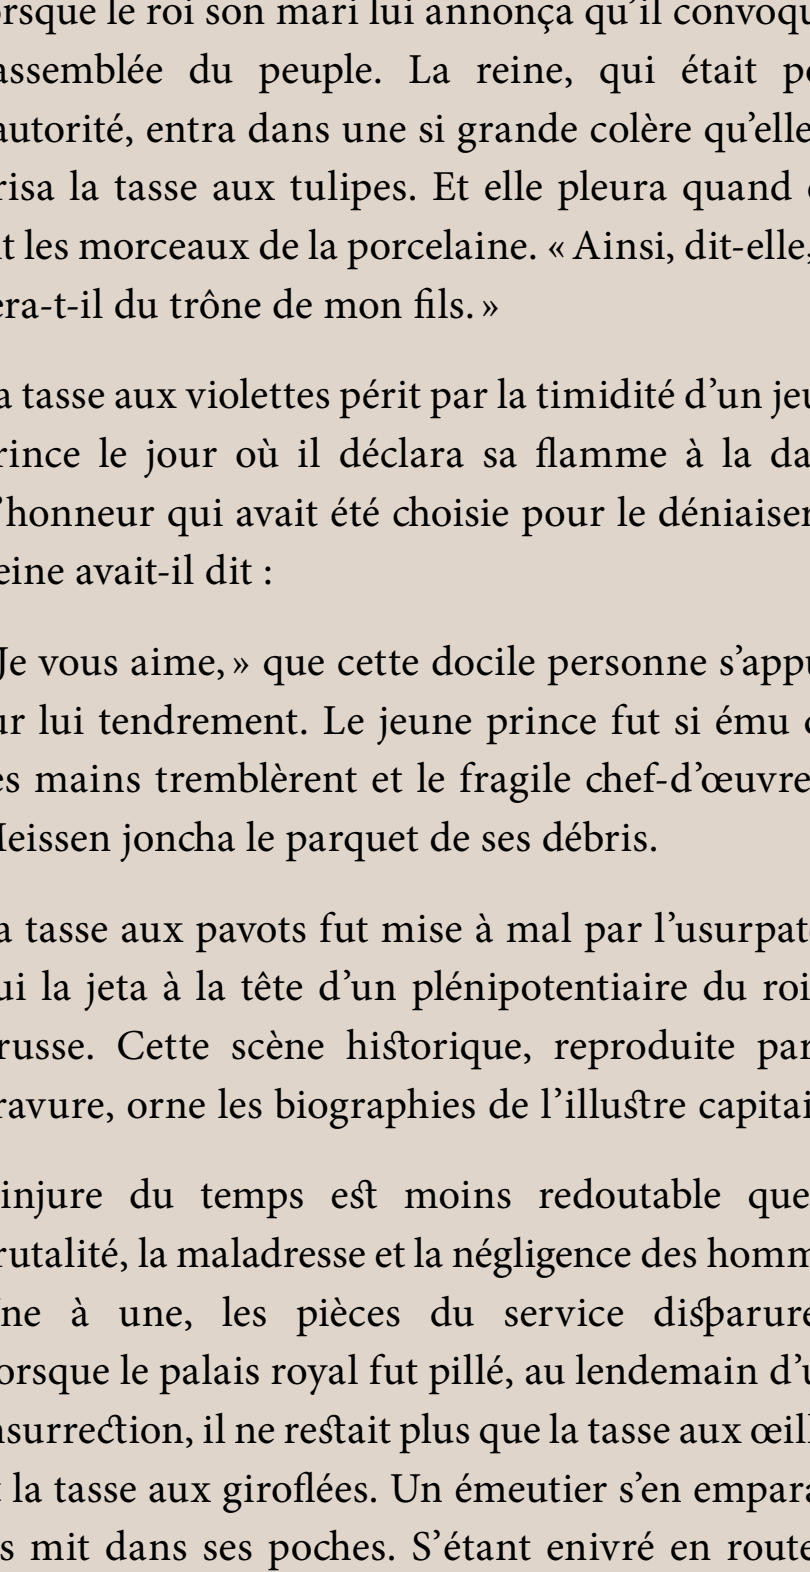 orsque le roi son mari lui annonça qu’il convoqu
assemblée du peuple. La reine, qui était p
autorité, entra dans une si grande colère qu’elle
risa la tasse aux tulipes. Et elle pleura quand
t les morceaux de la porcelaine. « Ainsi, dit-elle,
era-t-il du trône de mon fils. »
a tasse aux violettes périt par la timidité d’un jeu
rince le jour où il déclara sa flamme à la da
’honneur qui avait été choisie pour le déniaiser
eine avait-il dit :
Je vous aime, » que cette docile personne s’appu
ur lui tendrement. Le jeune prince fut si ému
es mains tremblèrent et le fragile chef-d’œuvre
eissen joncha le parquet de ses débris.
a tasse aux pavots fut mise à mal par l’usurpat
ui la jeta à la tête d’un plénipotentiaire du roi
russe. Cette scène historique, reproduite par
ravure, orne les biographies de l’illustre capitai
injure du temps est moins redoutable que
rutalité, la maladresse et la négligence des homm
ne à une, les pièces du service disparure
orsque le palais royal fut pillé, au lendemain d’u
nsurrection, il ne restait plus que la tasse aux œill
t la tasse aux giroflées. Un émeutier s’en empara
s mit dans ses poches. S’étant enivré en route